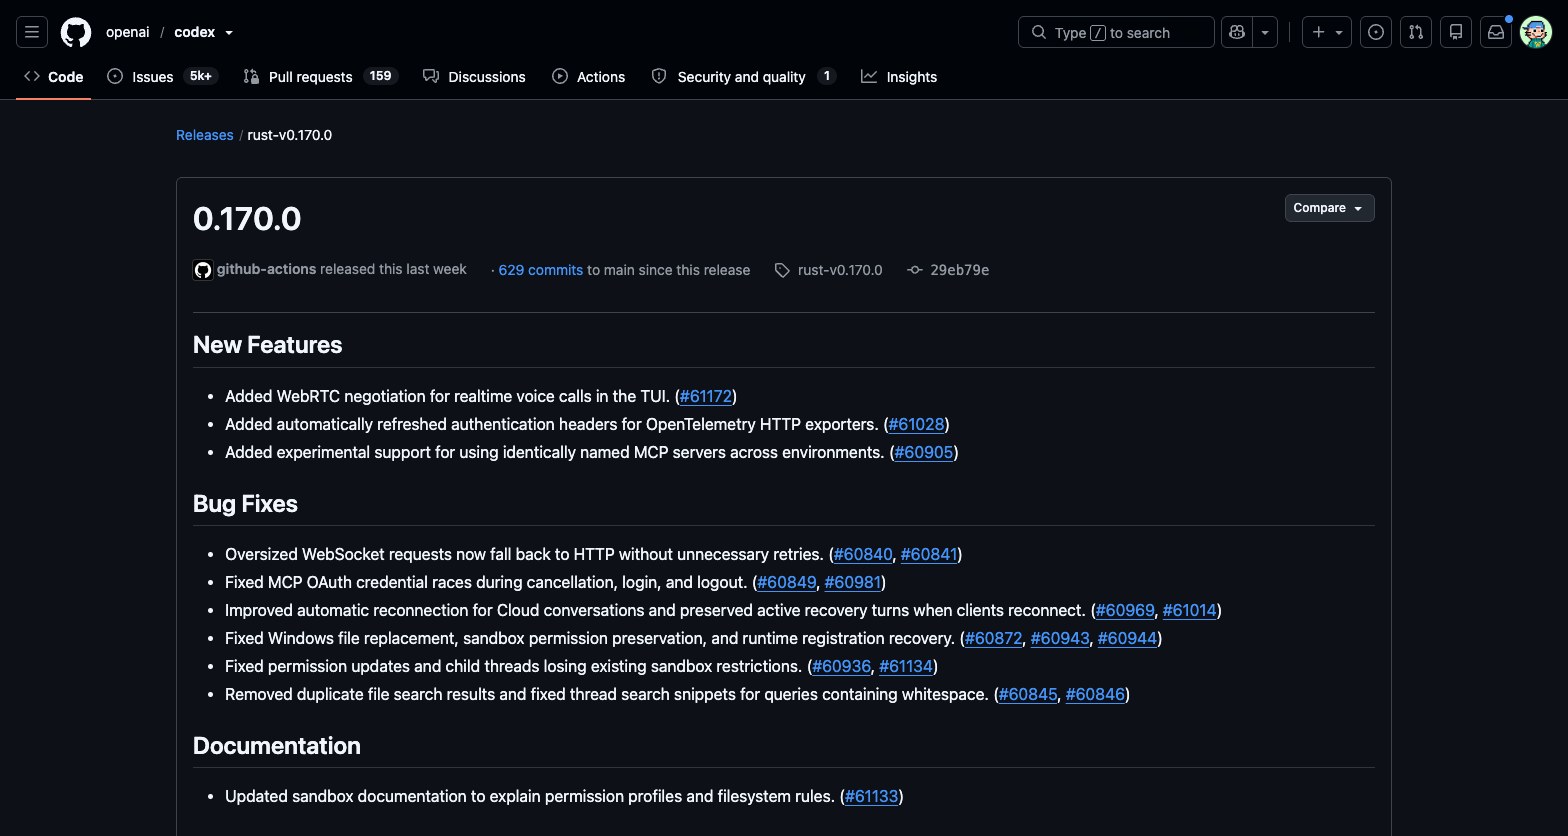 openai / codex
Type / to search
Code
Issues 5k+
Pull requests 159
Discussions
Actions
Security and quality 1
Insights
Releases / rust-v0.170.0
0.170.0
Compare
github-actions released this last week · 629 commits to main since this release rust-v0.170.0 29eb79e
New Features
• Added WebRTC negotiation for realtime voice calls in the TUI. (#61172)
• Added automatically refreshed authentication headers for OpenTelemetry HTTP exporters. (#61028)
• Added experimental support for using identically named MCP servers across environments. (#60905)
Bug Fixes
• Oversized WebSocket requests now fall back to HTTP without unnecessary retries. (#60840, #60841)
• Fixed MCP OAuth credential races during cancellation, login, and logout. (#60849, #60981)
• Improved automatic reconnection for Cloud conversations and preserved active recovery turns when clients reconnect. (#60969, #61014)
• Fixed Windows file replacement, sandbox permission preservation, and runtime registration recovery. (#60872, #60943, #60944)
• Fixed permission updates and child threads losing existing sandbox restrictions. (#60936, #61134)
• Removed duplicate file search results and fixed thread search snippets for queries containing whitespace. (#60845, #60846)
Documentation
• Updated sandbox documentation to explain permission profiles and filesystem rules. (#61133)